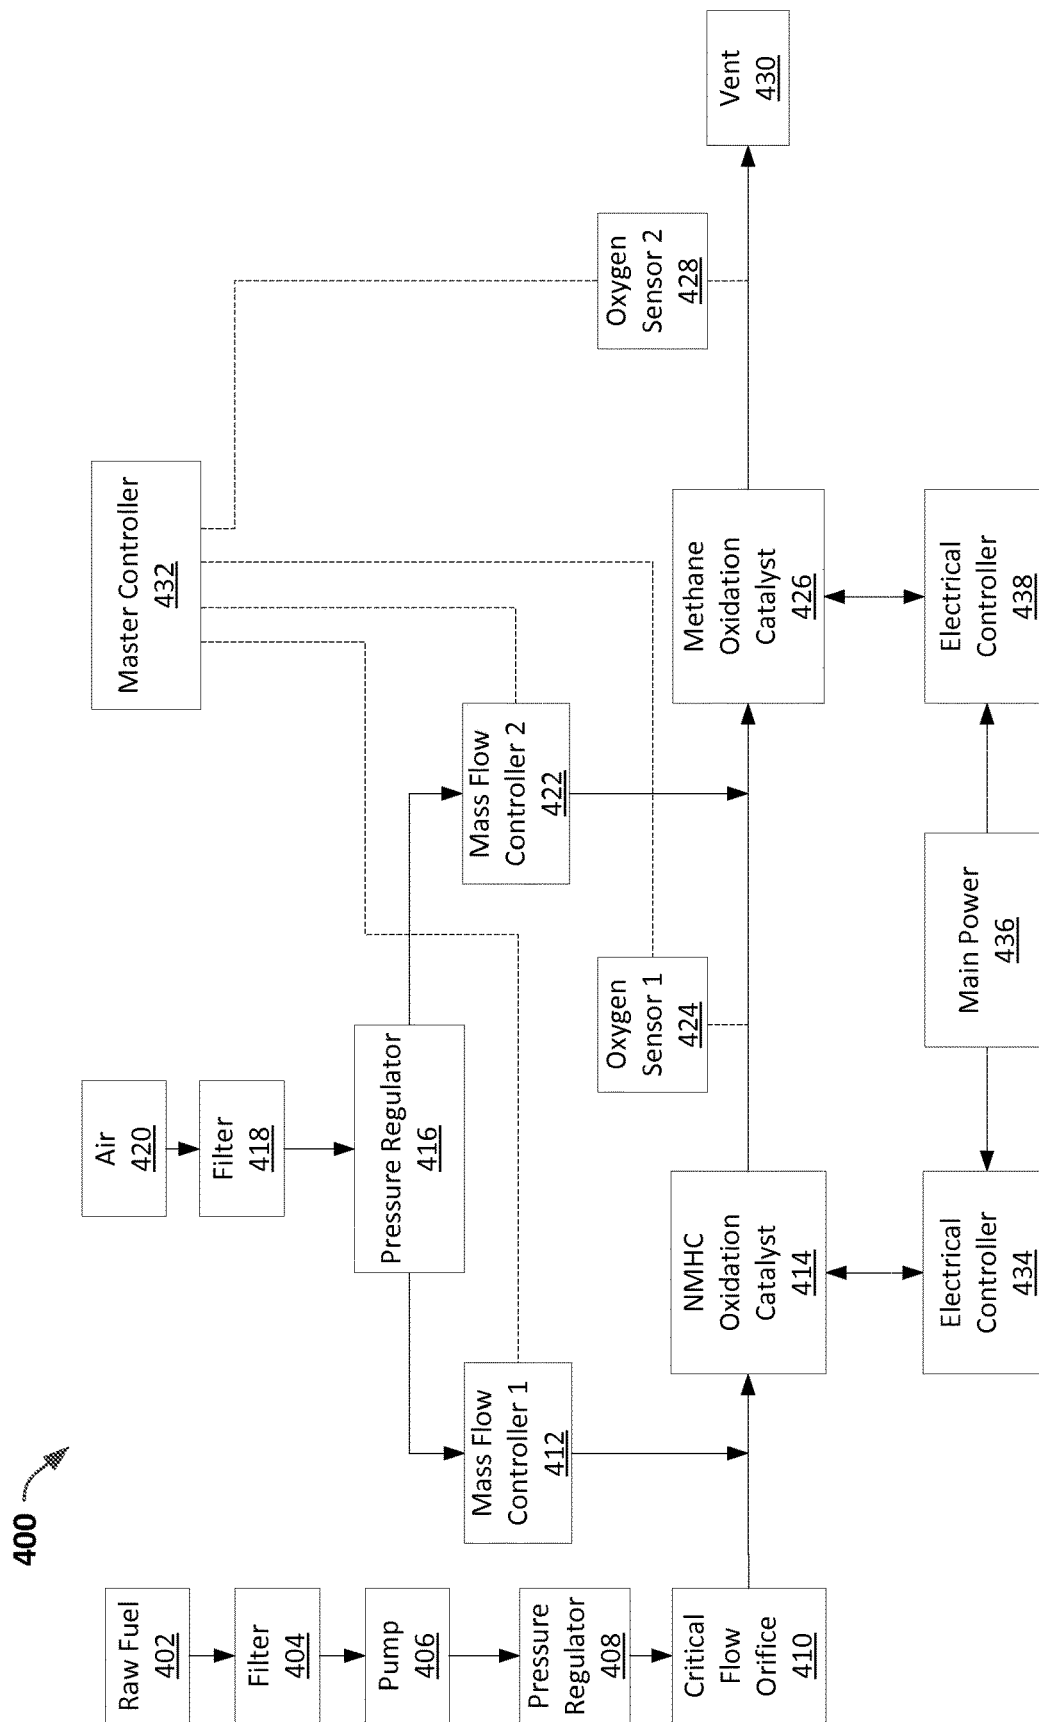 400
Raw Fuel
402
Filter
404
Pump
406
Pressure
Regulator
408
Critical
Flow
Orifice
410
Mass Flow
Controller 1
412
NMHC
Oxidation
Catalyst
414
Electrical
Controller
434
Air
420
Filter
418
Pressure Regulator
416
Oxygen
Sensor 1
424
Main Power
436
Mass Flow
Controller 2
422
Master Controller
432
Methane
Oxidation
Catalyst
426
Electrical
Controller
438
Oxygen
Sensor 2
428
Vent
430